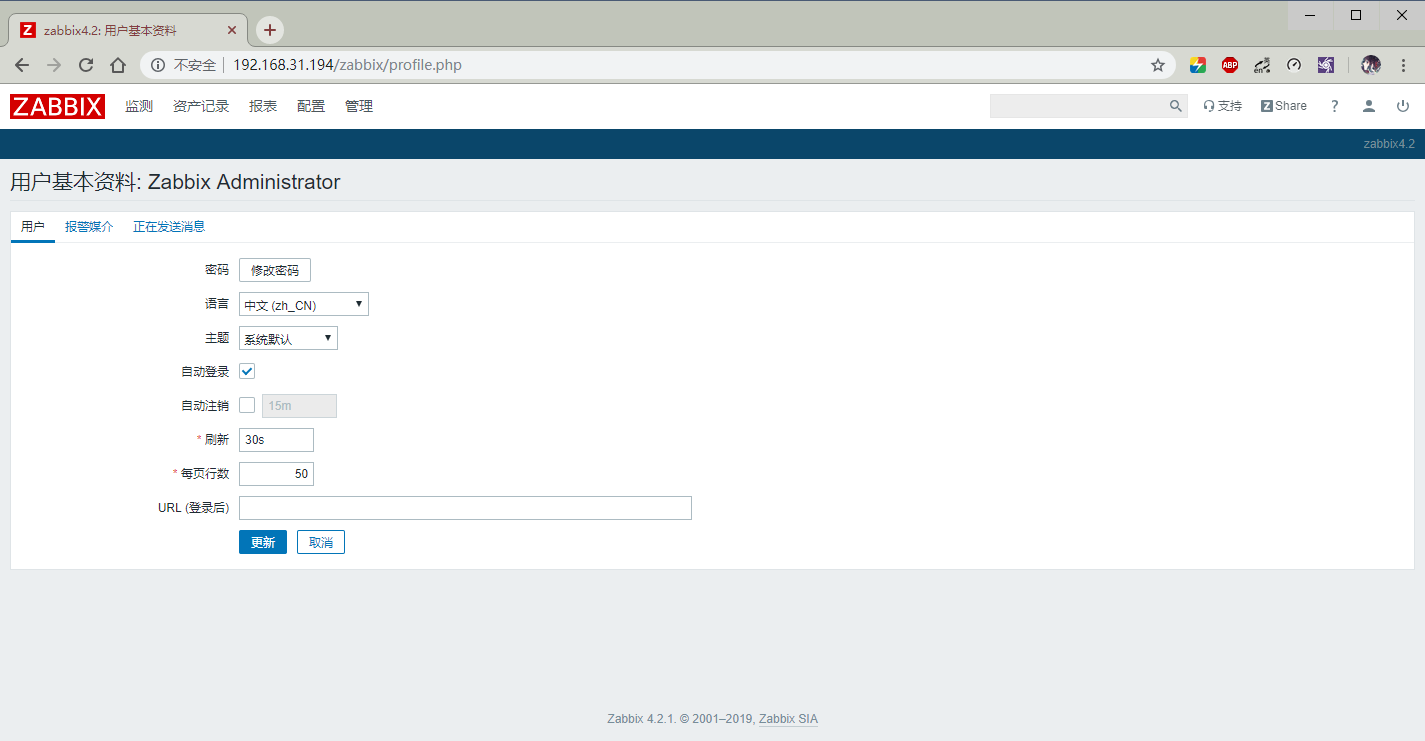 zabbix4.2: 用户基本资料
不安全 192.168.31.194/zabbix/profile.php
ABP
en 英
ZABBIX 监测 资产记录 报表 配置 管理 支持 Z Share ?
zabbix4.2
用户基本资料: Zabbix Administrator
用户 报警媒介 正在发送消息
密码 修改密码
语言 中文 (zh_CN)
主题 系统默认
自动登录
自动注销 15m
* 刷新 30s
* 每页行数 50
URL (登录后)
更新 取消
Zabbix 4.2.1. © 2001–2019, Zabbix SIA